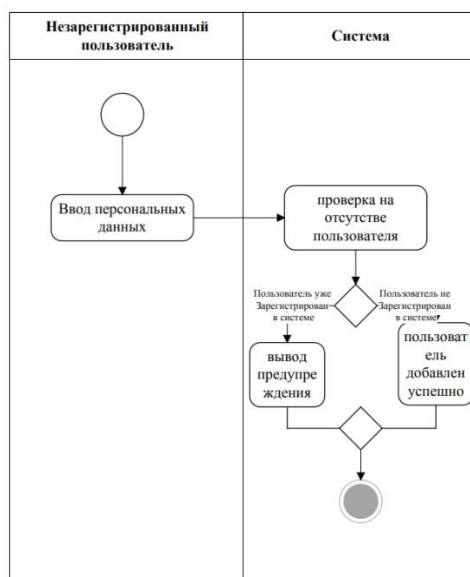 Незарегистрированный
пользователь
Система
Ввод персональных
данных
проверка на
отсутстве
пользователя
Пользователь уже
Зарегистрирован
в системе
Пользователь не
Зарегистрирован
в системе
вывод
предупре
ждения
пользоват
ель
добавлен
успешно